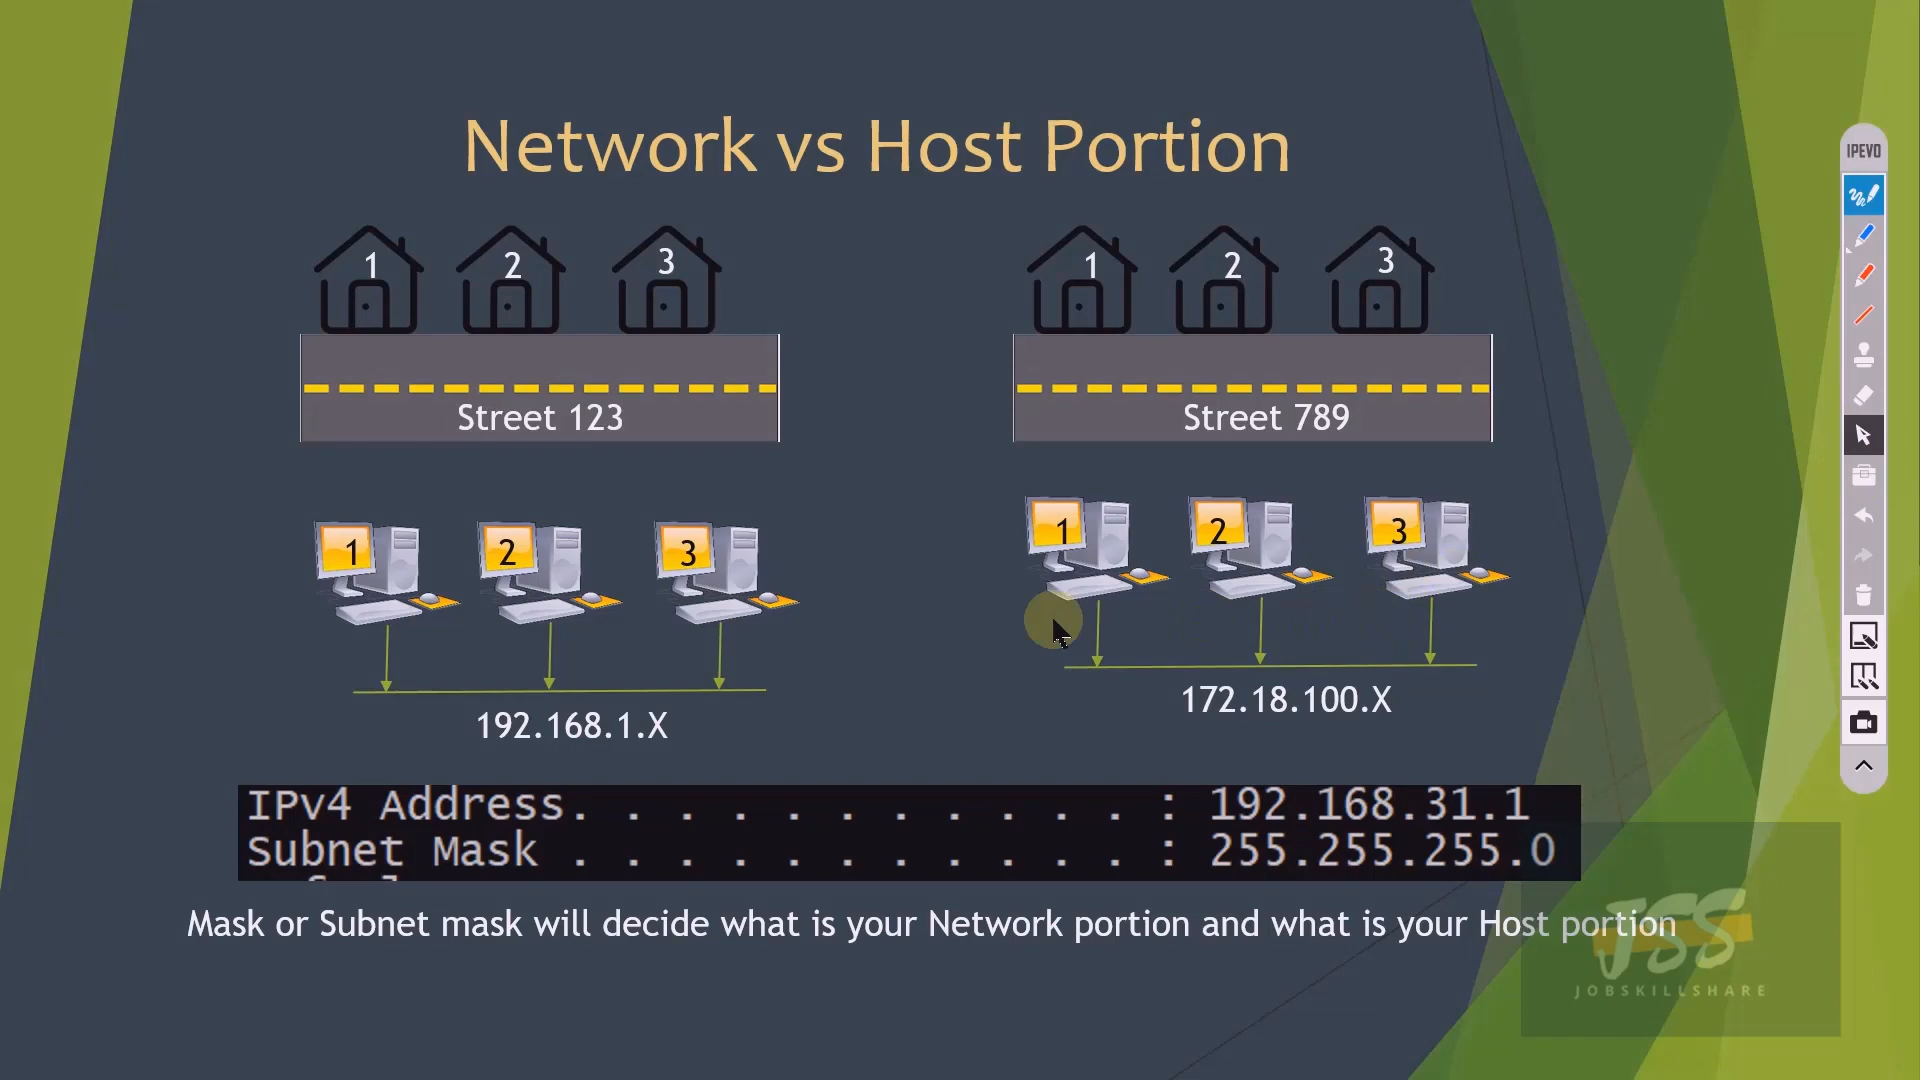 Network vs Host Portion
IPEVO
1 2 3
1 2 3
Street 123
Street 789
1 2 3
1 2 3
192.168.1.X
172.18.100.X
IPv4 Address. . . . . . . . . . . : 192.168.31.1
Subnet Mask . . . . . . . . . . . : 255.255.255.0
Mask or Subnet mask will decide what is your Network portion and what is your Host portion
JSS
JOBSKILLSHARE